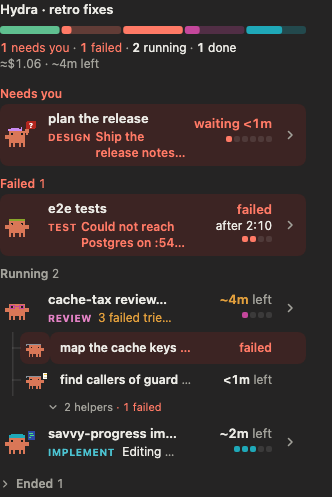 Hydra · retro fixes
1 needs you · 1 failed · 2 running · 1 done
≈$1.06 · ~4m left
Needs you
plan the release
waiting <1m
DESIGN Ship the
release notes...
Failed 1
e2e tests
failed
TEST Could not reach
after 2:10
Postgres on :54...
Running 2
cache-tax review...
~4m left
REVIEW 3 failed trie...
map the cache keys ...
failed
find callers of guard ...
<1m left
2 helpers · 1 failed
savvy-progress im...
~2m left
IMPLEMENT Editing ...
Ended 1